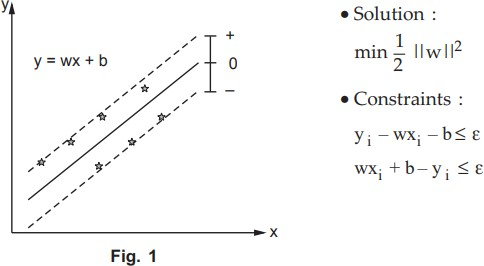 y
y = wx + b
+
0
–
x
Fig. 1
• Solution :
min 1/2 ||w||²
• Constraints :
yᵢ – wxᵢ – b ≤ ε
wxᵢ + b – yᵢ ≤ ε